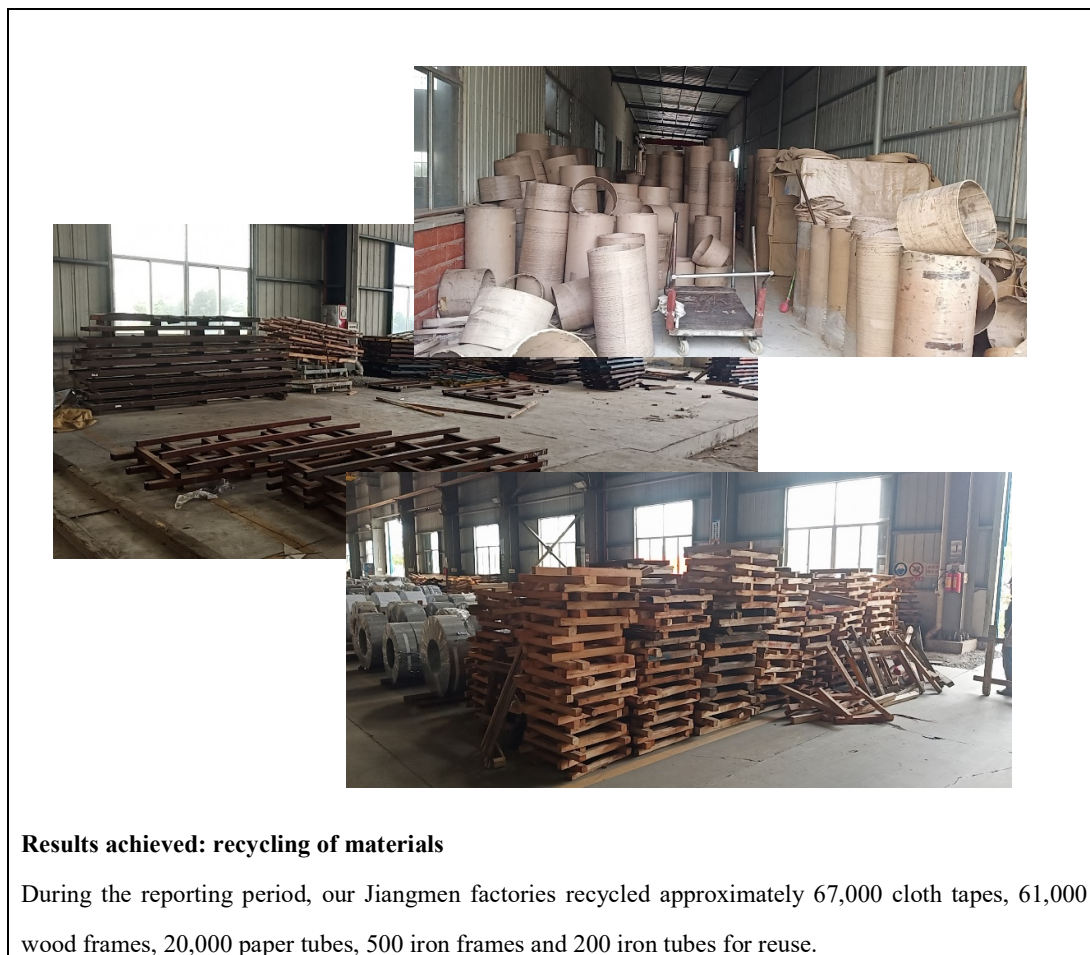 Results achieved: recycling of materials
During the reporting period, our Jiangmen factories recycled approximately 67,000 cloth tapes, 61,000
wood frames, 20,000 paper tubes, 500 iron frames and 200 iron tubes for reuse.